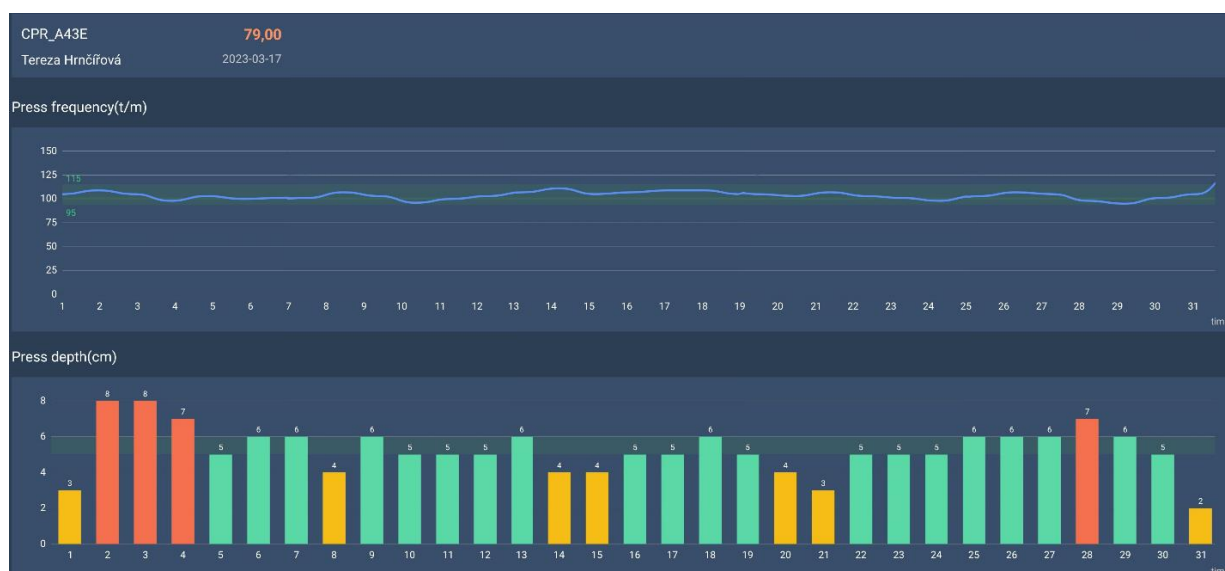 CPR_A43E 79,00
Tereza Hrnčířová 2023-03-17
Press frequency(t/m)
150
125
115
100
95
75
50
25
0
1 2 3 4 5 6 7 8 9 10 11 12 13 14 15 16 17 18 19 20 21 22 23 24 25 26 27 28 29 30 31
tim
Press depth(cm)
8 8 8
7 7
6 6 6 6 6 6 6 6 6 6
5 5 5 5 5 5 5 5 5 5 5
4 4 4 4 4
3 3
2 2
0
1 2 3 4 5 6 7 8 9 10 11 12 13 14 15 16 17 18 19 20 21 22 23 24 25 26 27 28 29 30 31
tim